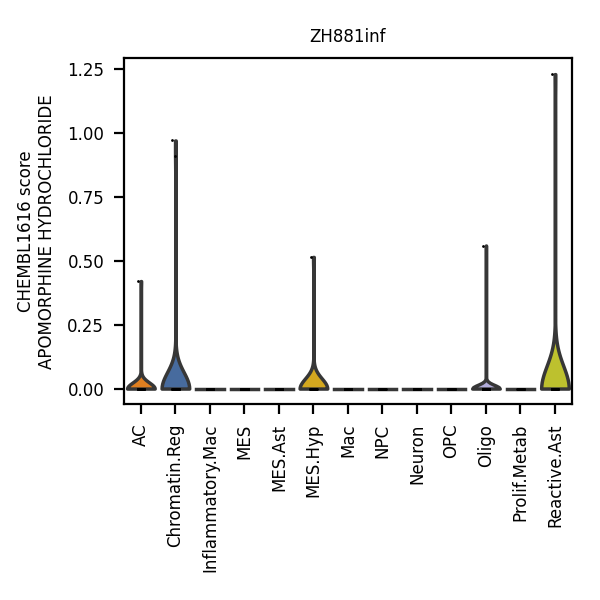 ZH881inf
CHEMBL1616 score
APOMORPHINE HYDROCHLORIDE
1.25
1.00
0.75
0.50
0.25
0.00
AC
Chromatin.Reg
Inflammatory.Mac
MES
MES.Ast
MES.Hyp
Mac
NPC
Neuron
OPC
Oligo
Prolif.Metab
Reactive.Ast